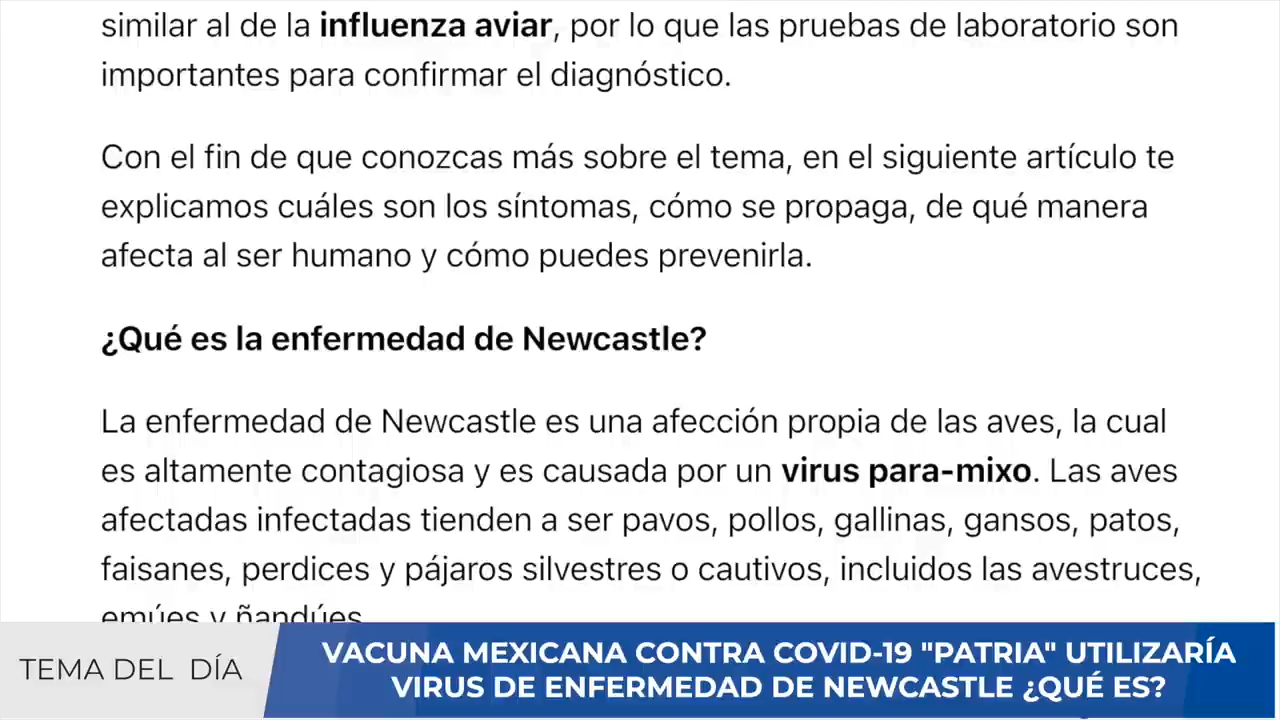 similar al de la influenza aviar, por lo que las pruebas de laboratorio son
importantes para confirmar el diagnóstico.
Con el fin de que conozcas más sobre el tema, en el siguiente artículo te
explicamos cuáles son los síntomas, cómo se propaga, de qué manera
afecta al ser humano y cómo puedes prevenirla.
¿Qué es la enfermedad de Newcastle?
La enfermedad de Newcastle es una afección propia de las aves, la cual
es altamente contagiosa y es causada por un virus para-mixo. Las aves
afectadas infectadas tienden a ser pavos, pollos, gallinas, gansos, patos,
faisanes, perdices y pájaros silvestres o cautivos, incluidos las avestruces,
emúes y ñandúes
TEMA DEL DÍA
VACUNA MEXICANA CONTRA COVID-19 "PATRIA" UTILIZARÍA
VIRUS DE ENFERMEDAD DE NEWCASTLE ¿QUÉ ES?